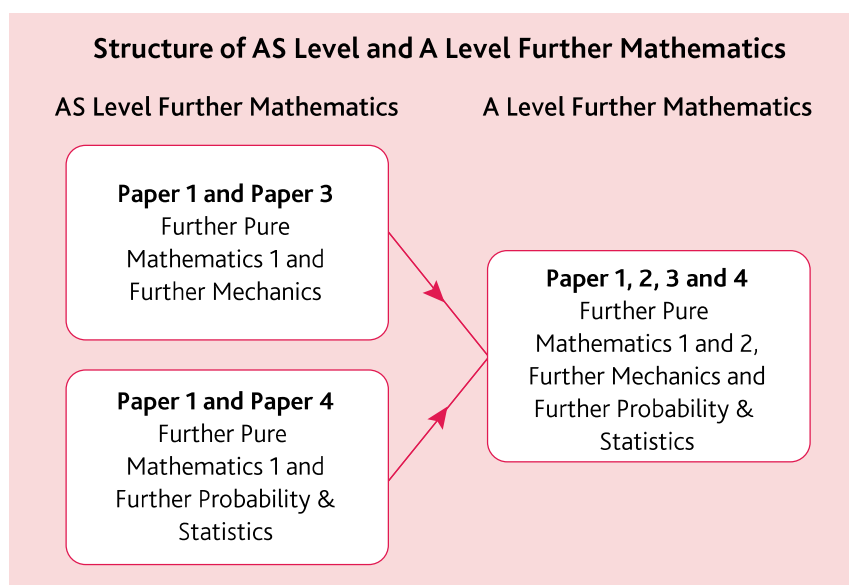 Structure of AS Level and A Level Further Mathematics
AS Level Further Mathematics
A Level Further Mathematics
Paper 1 and Paper 3
Further Pure
Mathematics 1 and
Further Mechanics
Paper 1 and Paper 4
Further Pure
Mathematics 1 and
Further Probability &
Statistics
Paper 1, 2, 3 and 4
Further Pure
Mathematics 1 and 2,
Further Mechanics and
Further Probability &
Statistics